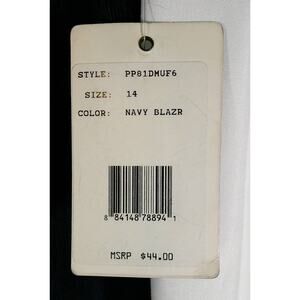 STYLE: PP81DMUF6
SIZE: 14
COLOR: NAVY BLAZR
8 84148 78894 1
MSRP $44.00